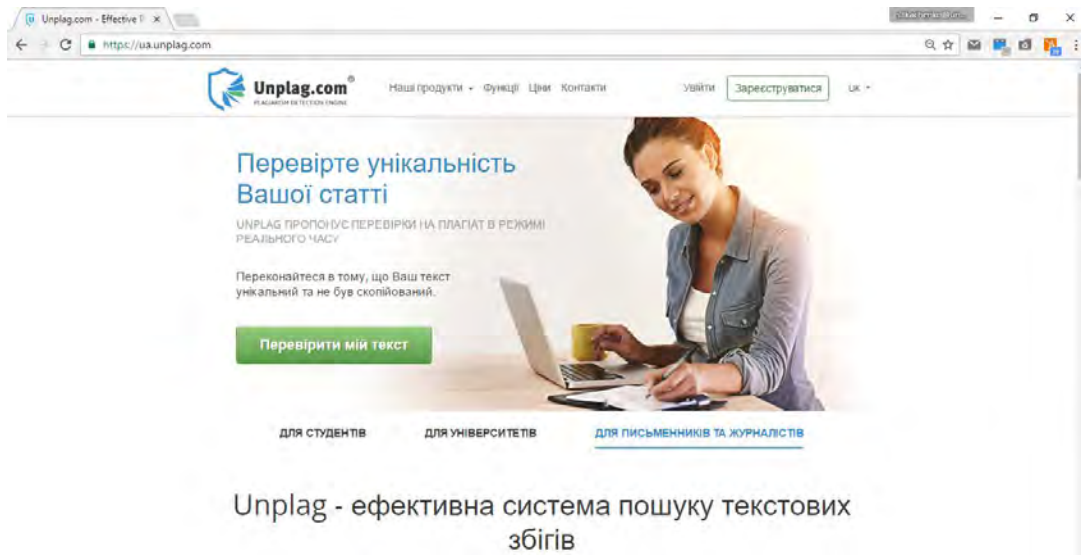 Unplag.com - Effective
https://ua.unplag.com
Unplag.com®
PLAGIARISM DETECTION ENGINE
Наші продукти Функції Ціни Контакти Увійти Зареєструватися UK
Перевірте унікальність
Вашої статті
UNPLAG ПРОПОНУЄ ПЕРЕВІРКИ НА ПЛАГІАТ В РЕЖИМІ
РЕАЛЬНОГО ЧАСУ
Переконайтеся в тому, що Ваш текст
унікальний та не був скопійований.
Перевірити мій текст
ДЛЯ СТУДЕНТІВ ДЛЯ УНІВЕРСИТЕТІВ ДЛЯ ПИСЬМЕННИКІВ ТА ЖУРНАЛІСТІВ
Unplag - ефективна система пошуку текстових
збігів